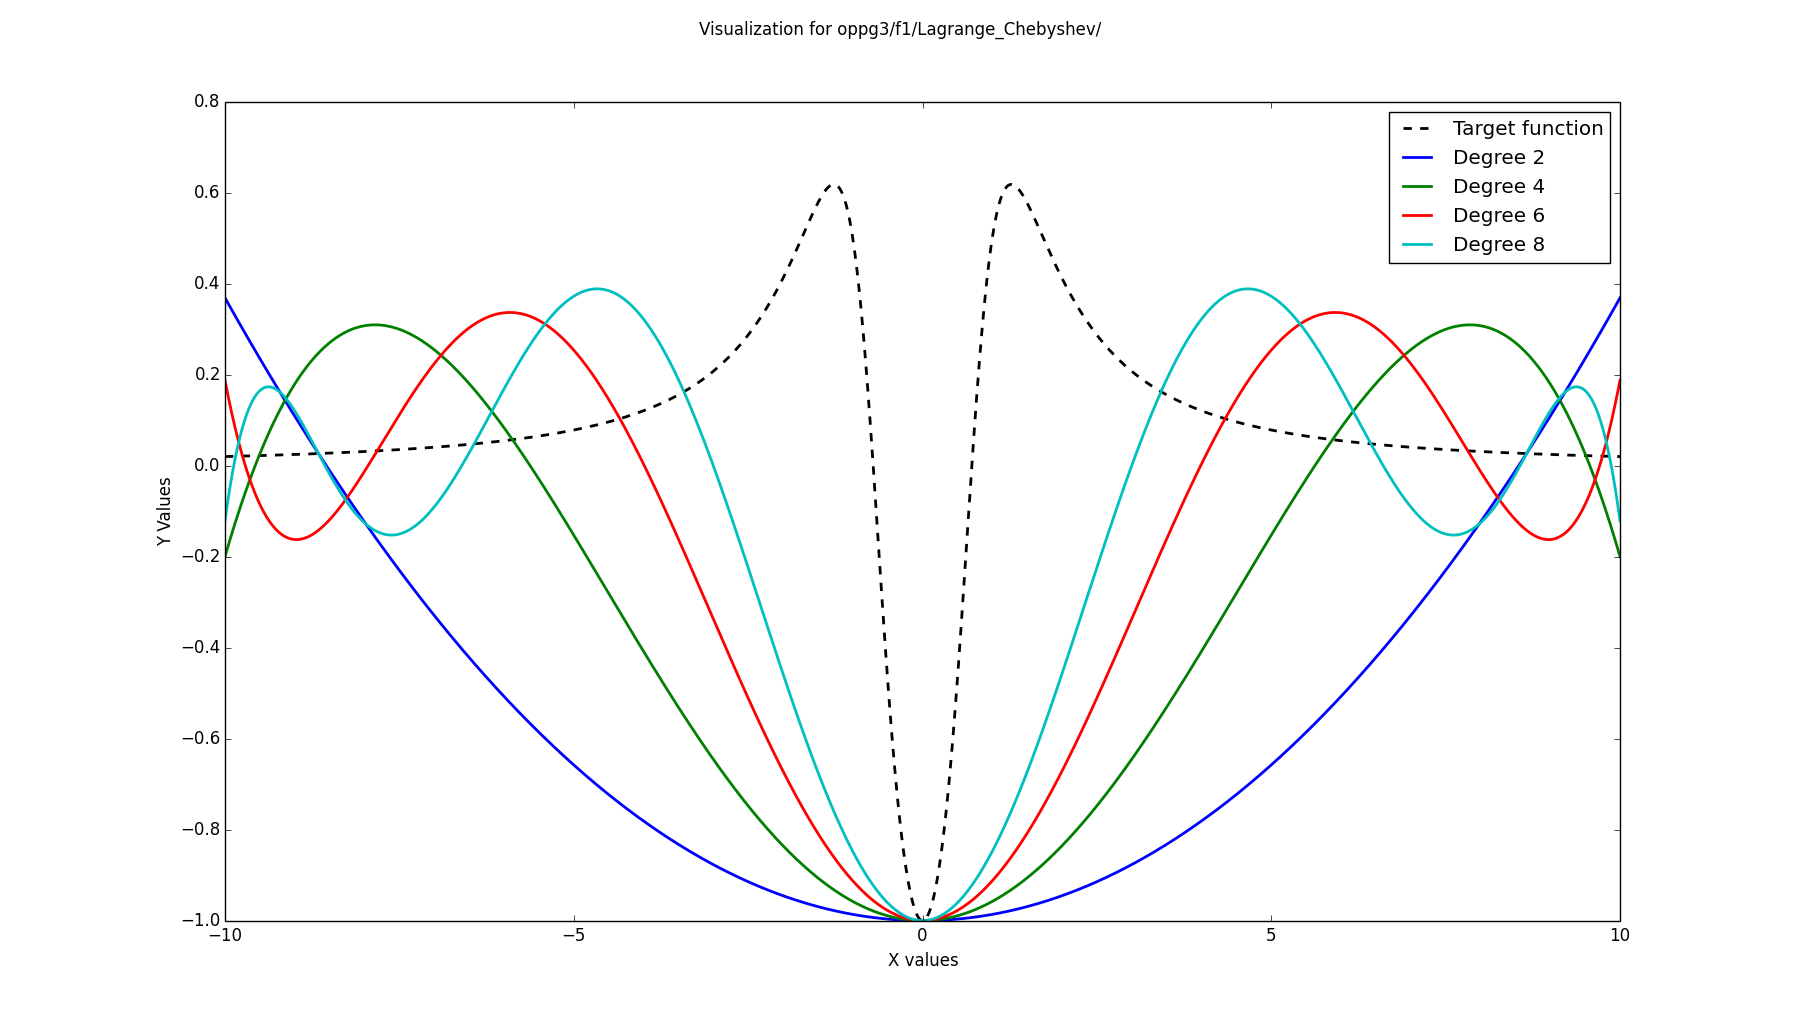 Visualization for oppg3/f1/Lagrange_Chebyshev/
0.8
0.6
0.4
0.2
0.0
−0.2
−0.4
−0.6
−0.8
−1.0
Y Values
Target function
Degree 2
Degree 4
Degree 6
Degree 8
−10
−5
0
5
10
X values